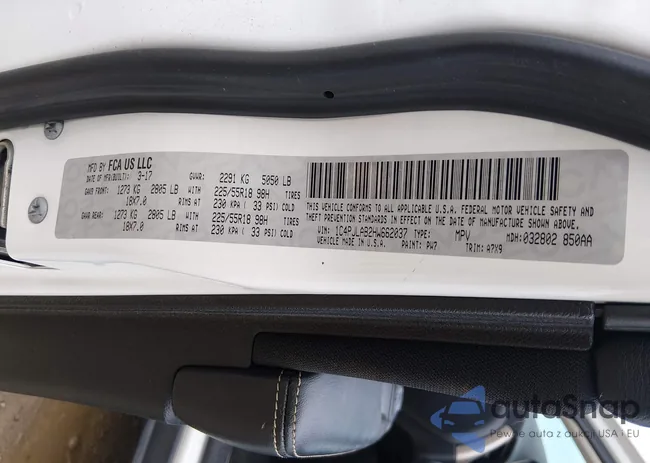 MFD BY FCA US LLC
DATE OF MFR(BUILT): 3-17 GVWR: 2291 KG 5050 LB
GAWR FRONT: 1273 KG 2805 LB WITH 225/55R18 98H TIRES
18X7.0 RIMS AT 230 KPA ( 33 PSI) COLD
GAWR REAR: 1273 KG 2805 LB WITH 225/55R18 98H TIRES
18X7.0 RIMS AT 230 KPA ( 33 PSI) COLD
THIS VEHICLE CONFORMS TO ALL APPLICABLE U.S.A. FEDERAL MOTOR VEHICLE SAFETY AND
THEFT PREVENTION STANDARDS IN EFFECT ON THE DATE OF MANUFACTURE SHOWN ABOVE.
VIN: 1C4PJLAB2HW662037 TYPE: MPV MDH: 032802 850AA
VEHICLE MADE IN U.S.A. PAINT: PW7 TRIM: A7X9
autoSnap
Pewne auta z aukcji USA i EU